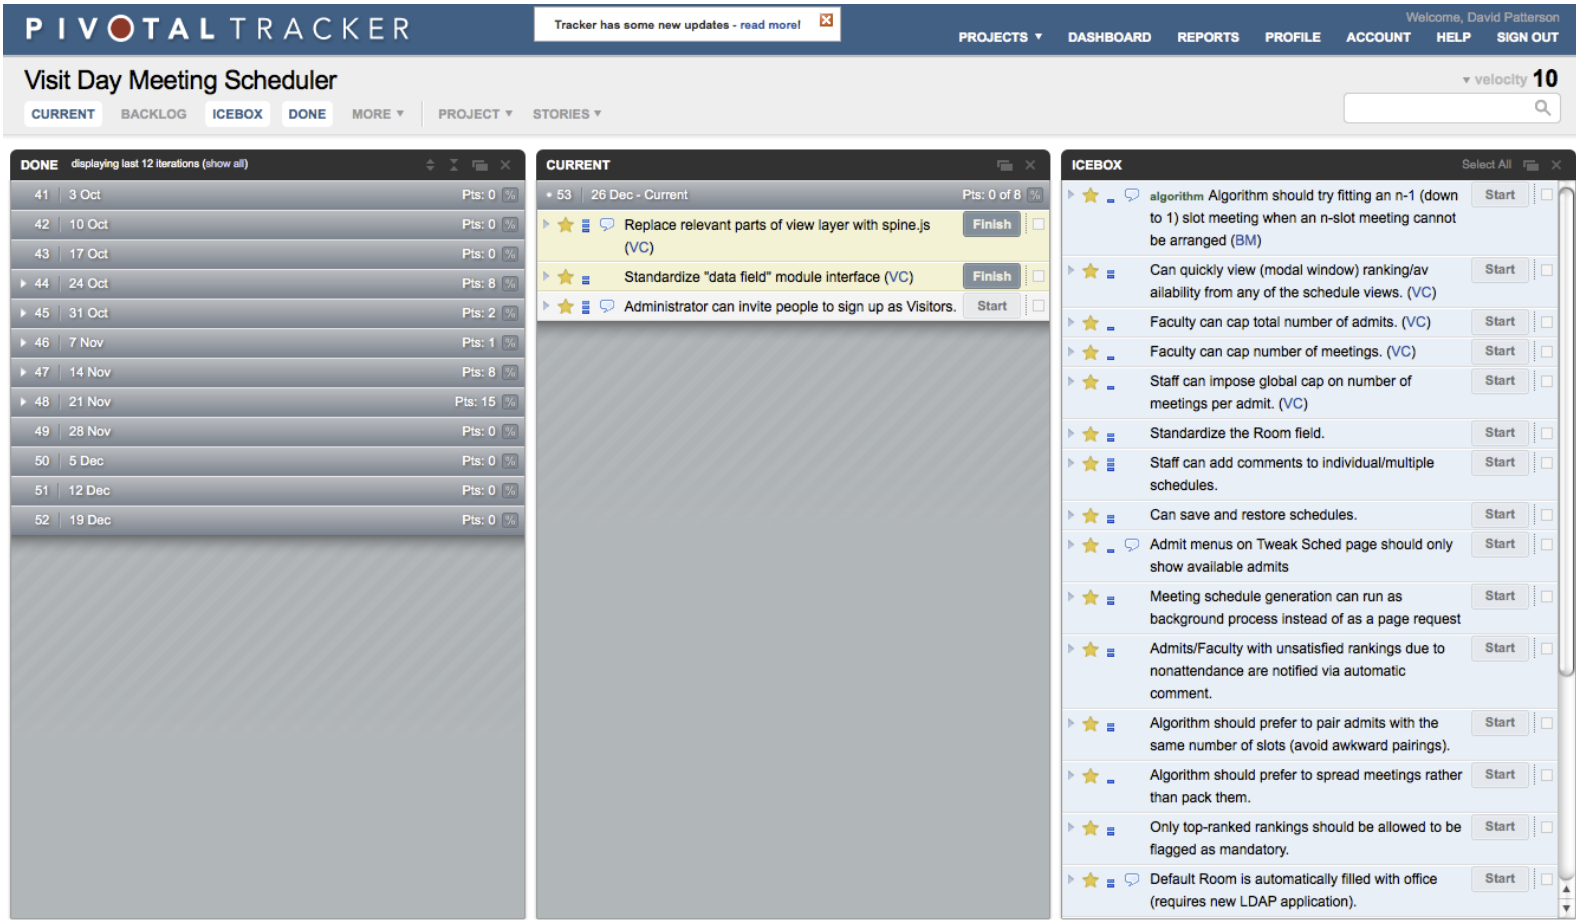 PIVOTAL TRACKER
Tracker has some new updates - read more!
Welcome, David Patterson
PROJECTS DASHBOARD REPORTS PROFILE ACCOUNT HELP SIGN OUT
Visit Day Meeting Scheduler
velocity 10
CURRENT BACKLOG ICEBOX DONE MORE PROJECT STORIES
DONE displaying last 12 iterations (show all)
41 3 Oct Pts: 0 %
42 10 Oct Pts: 0 %
43 17 Oct Pts: 0 %
44 24 Oct Pts: 8 %
45 31 Oct Pts: 2 %
46 7 Nov Pts: 1 %
47 14 Nov Pts: 8 %
48 21 Nov Pts: 15 %
49 28 Nov Pts: 0 %
50 5 Dec Pts: 0 %
51 12 Dec Pts: 0 %
52 19 Dec Pts: 0 %
CURRENT
53 26 Dec - Current Pts: 0 of 8 %
Replace relevant parts of view layer with spine.js Finish
(VC)
Standardize "data field" module interface (VC) Finish
Administrator can invite people to sign up as Visitors. Start
ICEBOX Select All
algorithm Algorithm should try fitting an n-1 (down Start
to 1) slot meeting when an n-slot meeting cannot
be arranged (BM)
Can quickly view (modal window) ranking/av Start
ailability from any of the schedule views. (VC)
Faculty can cap total number of admits. (VC) Start
Faculty can cap number of meetings. (VC) Start
Staff can impose global cap on number of Start
meetings per admit. (VC)
Standardize the Room field. Start
Staff can add comments to individual/multiple Start
schedules.
Can save and restore schedules. Start
Admit menus on Tweak Sched page should only Start
show available admits
Meeting schedule generation can run as Start
background process instead of as a page request
Admits/Faculty with unsatisfied rankings due to Start
nonattendance are notified via automatic
comment.
Algorithm should prefer to pair admits with the Start
same number of slots (avoid awkward pairings).
Algorithm should prefer to spread meetings rather Start
than pack them.
Only top-ranked rankings should be allowed to be Start
flagged as mandatory.
Default Room is automatically filled with office Start
(requires new LDAP application).